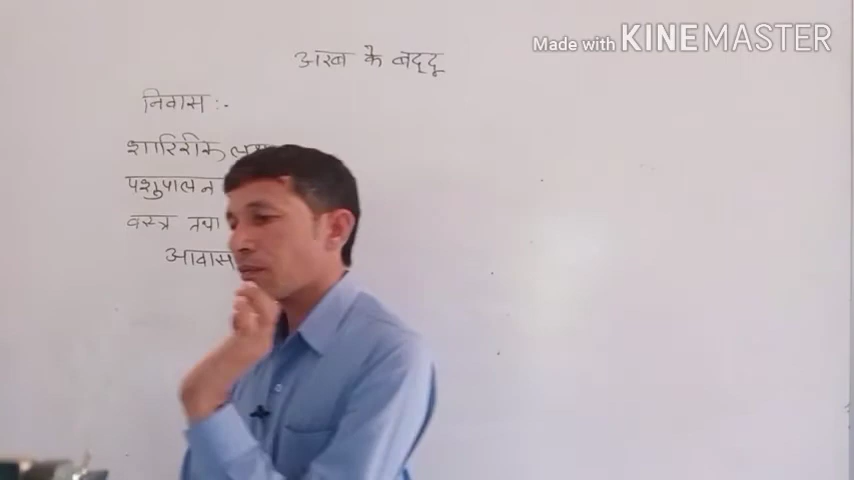 Made with KINEMASTER
अरब के बद्दू
निवास :-
शारिरीक
पशुपालन
वस्त्र तथा
आवास